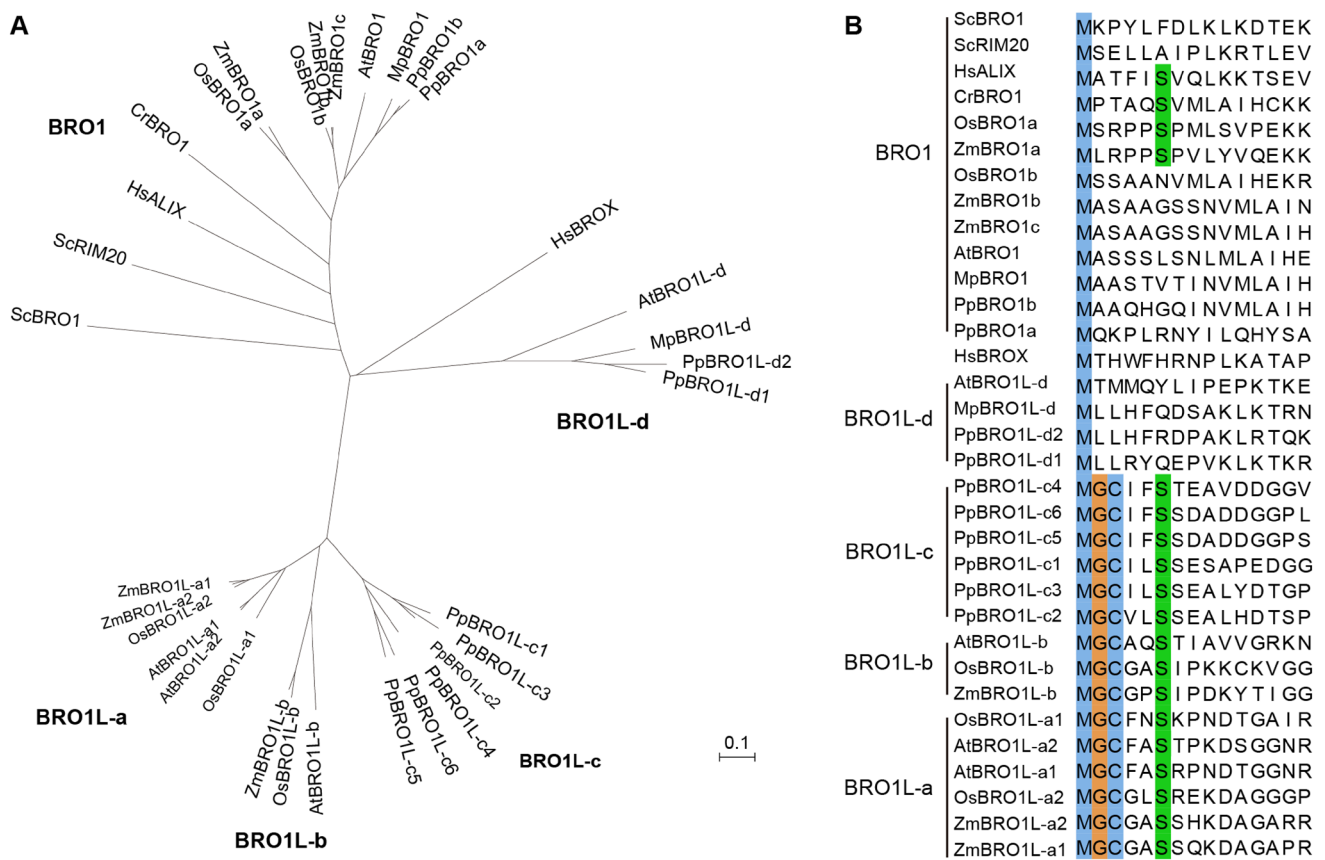 A
BRO1
ScBRO1
ScRIM20
HsALIX
CrBRO1
OsBRO1a
ZmBRO1a
OsBRO1b
ZmBRO1b
ZmBRO1c
AtBRO1
MpBRO1
PpBRO1b
PpBRO1a
HsBROX
AtBRO1L-d
MpBRO1L-d
PpBRO1L-d2
PpBRO1L-d1
BRO1L-d
ZmBRO1L-a1
ZmBRO1L-a2
OsBRO1L-a2
AtBRO1L-a1
AtBRO1L-a2
OsBRO1L-a1
BRO1L-a
ZmBRO1L-b
OsBRO1L-b
AtBRO1L-b
BRO1L-b
PpBRO1L-c5
PpBRO1L-c6
PpBRO1L-c4
PpBRO1L-c2
PpBRO1L-c3
PpBRO1L-c1
BRO1L-c
0.1
B
BRO1
ScBRO1 MKPYLFDLKLKDTEK
ScRIM20 MSELLAIPLKRTLEV
HsALIX MATFISVQLKKTSEV
CrBRO1 MPTAQSVMLAIHCKK
OsBRO1a MSRPPSPMLSVPEKK
ZmBRO1a MLRPPSPVLYVQEKK
OsBRO1b MSSAANVMLAIHEKR
ZmBRO1b MASAAGSSNVMLAIN
ZmBRO1c MASAAGSSNVMLAIH
AtBRO1 MASSSLSNLMLAIHE
MpBRO1 MAASTVTINVMLAIH
PpBRO1b MAAQHGQINVMLAIH
PpBRO1a MQKPLRNYILQHYSA
HsBROX MTHWFHRNPLKATAP
BRO1L-d
AtBRO1L-d MTMMQYLIPEPKTKE
MpBRO1L-d MLLHFQDSAKLKTRN
PpBRO1L-d2 MLLHFRDPAKLRTQK
PpBRO1L-d1 MLLRYQEPVKLKTKR
BRO1L-c
PpBRO1L-c4 MGCIFSTEAVDDGGV
PpBRO1L-c6 MGCIFSSDADDGGPL
PpBRO1L-c5 MGCIFSSDADDGGPS
PpBRO1L-c1 MGCILSSESAPEDGG
PpBRO1L-c3 MGCILSSEALYDTGP
PpBRO1L-c2 MGCVLSSEALHDTSP
BRO1L-b
AtBRO1L-b MGCAQSTIAVVGRKN
OsBRO1L-b MGCGASIPKKCKVGG
ZmBRO1L-b MGCGPSIPDKYTIGG
BRO1L-a
OsBRO1L-a1 MGCFNSKPNDTGAIR
AtBRO1L-a2 MGCFASTPKDSGGNR
AtBRO1L-a1 MGCFASRPNDTGGNR
OsBRO1L-a2 MGCGLSREKDAGGGP
ZmBRO1L-a2 MGCGASSHKDAGARR
ZmBRO1L-a1 MGCGASSQKDAGAPR